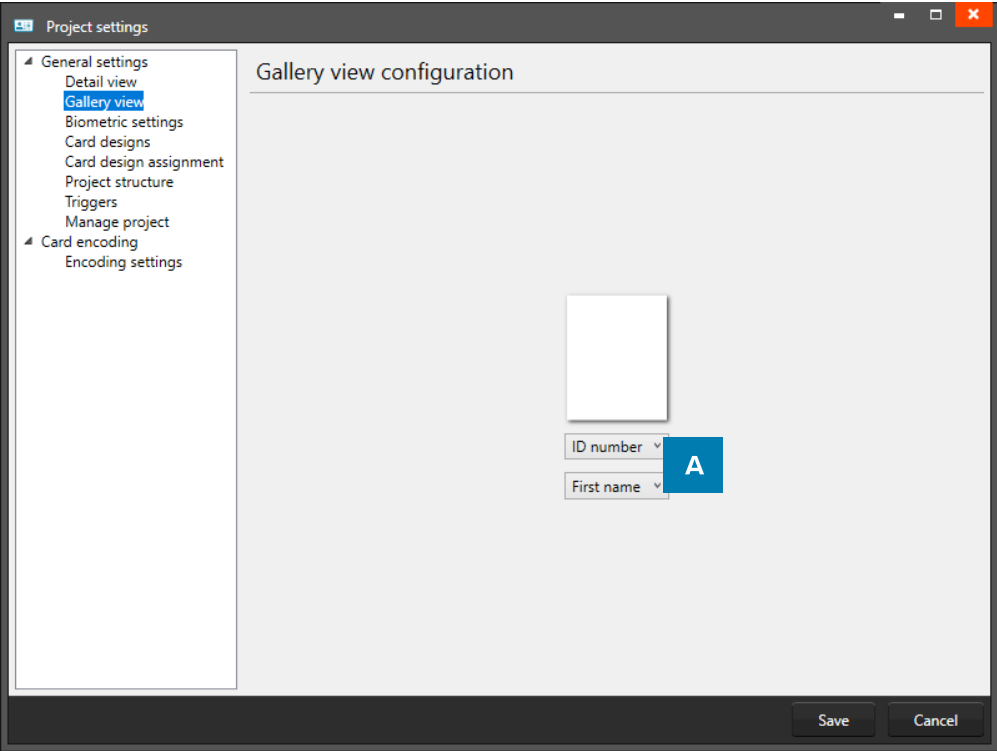 Project settings
General settings
Detail view
Gallery view
Biometric settings
Card designs
Card design assignment
Project structure
Triggers
Manage project
Card encoding
Encoding settings
Gallery view configuration
ID number
A
First name
Save
Cancel